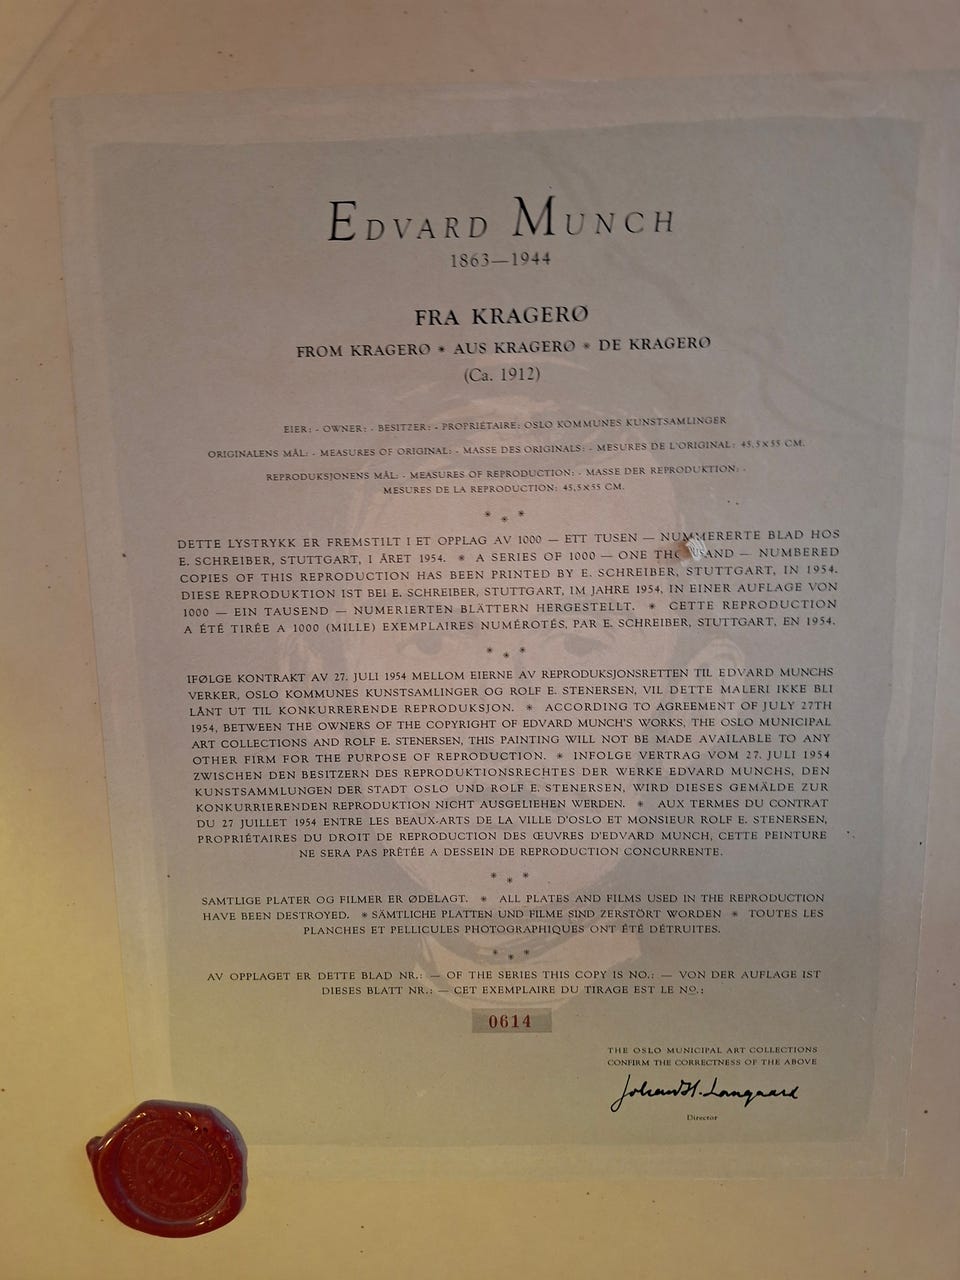 EDVARD MUNCH
1863—1944
FRA KRAGERØ
FROM KRAGERØ * AUS KRAGERØ * DE KRAGERØ
(Ca. 1912)
EIER: - OWNER: - BESITZER: - PROPRIÉTAIRE: OSLO KOMMUNES KUNSTSAMLINGER
ORIGINALENS MÅL: - MEASURES OF ORIGINAL: - MASSE DES ORIGINALS: - MESURES DE L'ORIGINAL: 45,5×55 CM.
REPRODUKSJONENS MÅL: - MEASURES OF REPRODUCTION: - MASSE DER REPRODUKTION: -
MESURES DE LA REPRODUCTION: 45,5×55 CM.
* * *
DETTE LYSTRYKK ER FREMSTILT I ET OPPLAG AV 1000 — ETT TUSEN — NUMMERERTE BLAD HOS
E. SCHREIBER, STUTTGART, I ÅRET 1954. * A SERIES OF 1000 — ONE THOUSAND — NUMBERED
COPIES OF THIS REPRODUCTION HAS BEEN PRINTED BY E. SCHREIBER, STUTTGART, IN 1954.
DIESE REPRODUKTION IST BEI E. SCHREIBER, STUTTGART, IM JAHRE 1954, IN EINER AUFLAGE VON
1000 — EIN TAUSEND — NUMERIERTEN BLÄTTERN HERGESTELLT. * CETTE REPRODUCTION
A ÉTÉ TIRÉE A 1000 (MILLE) EXEMPLAIRES NUMÉROTÉS, PAR E. SCHREIBER, STUTTGART, EN 1954.
* * *
IFØLGE KONTRAKT AV 27. JULI 1954 MELLOM EIERNE AV REPRODUKSJONSRETTEN TIL EDVARD MUNCHS
VERKER, OSLO KOMMUNES KUNSTSAMLINGER OG ROLF E. STENERSEN, VIL DETTE MALERI IKKE BLI
LÅNT UT TIL KONKURRERENDE REPRODUKSJON. * ACCORDING TO AGREEMENT OF JULY 27TH
1954, BETWEEN THE OWNERS OF THE COPYRIGHT OF EDVARD MUNCH'S WORKS, THE OSLO MUNICIPAL
ART COLLECTIONS AND ROLF E. STENERSEN, THIS PAINTING WILL NOT BE MADE AVAILABLE TO ANY
OTHER FIRM FOR THE PURPOSE OF REPRODUCTION. * INFOLGE VERTRAG VOM 27. JULI 1954
ZWISCHEN DEN BESITZERN DES REPRODUKTIONSRECHTES DER WERKE EDVARD MUNCHS, DEN
KUNSTSAMMLUNGEN DER STADT OSLO UND ROLF E. STENERSEN, WIRD DIESES GEMÄLDE ZUR
KONKURRIERENDEN REPRODUKTION NICHT AUSGELIEHEN WERDEN. * AUX TERMES DU CONTRAT
DU 27 JUILLET 1954 ENTRE LES BEAUX-ARTS DE LA VILLE D'OSLO ET MONSIEUR ROLF E. STENERSEN,
PROPRIÉTAIRES DU DROIT DE REPRODUCTION DES ŒUVRES D'EDVARD MUNCH, CETTE PEINTURE
NE SERA PAS PRÊTÉE A DESSEIN DE REPRODUCTION CONCURRENTE.
* * *
SAMTLIGE PLATER OG FILMER ER ØDELAGT. * ALL PLATES AND FILMS USED IN THE REPRODUCTION
HAVE BEEN DESTROYED. * SÄMTLICHE PLATTEN UND FILME SIND ZERSTÖRT WORDEN * TOUTES LES
PLANCHES ET PELLICULES PHOTOGRAPHIQUES ONT ÉTÉ DÉTRUITES.
* * *
AV OPPLAGET ER DETTE BLAD NR.: — OF THE SERIES THIS COPY IS NO.: — VON DER AUFLAGE IST
DIESES BLATT NR.: — CET EXEMPLAIRE DU TIRAGE EST LE NO.:
0614
THE OSLO MUNICIPAL ART COLLECTIONS
CONFIRM THE CORRECTNESS OF THE ABOVE
Johan H. Langaard
Director